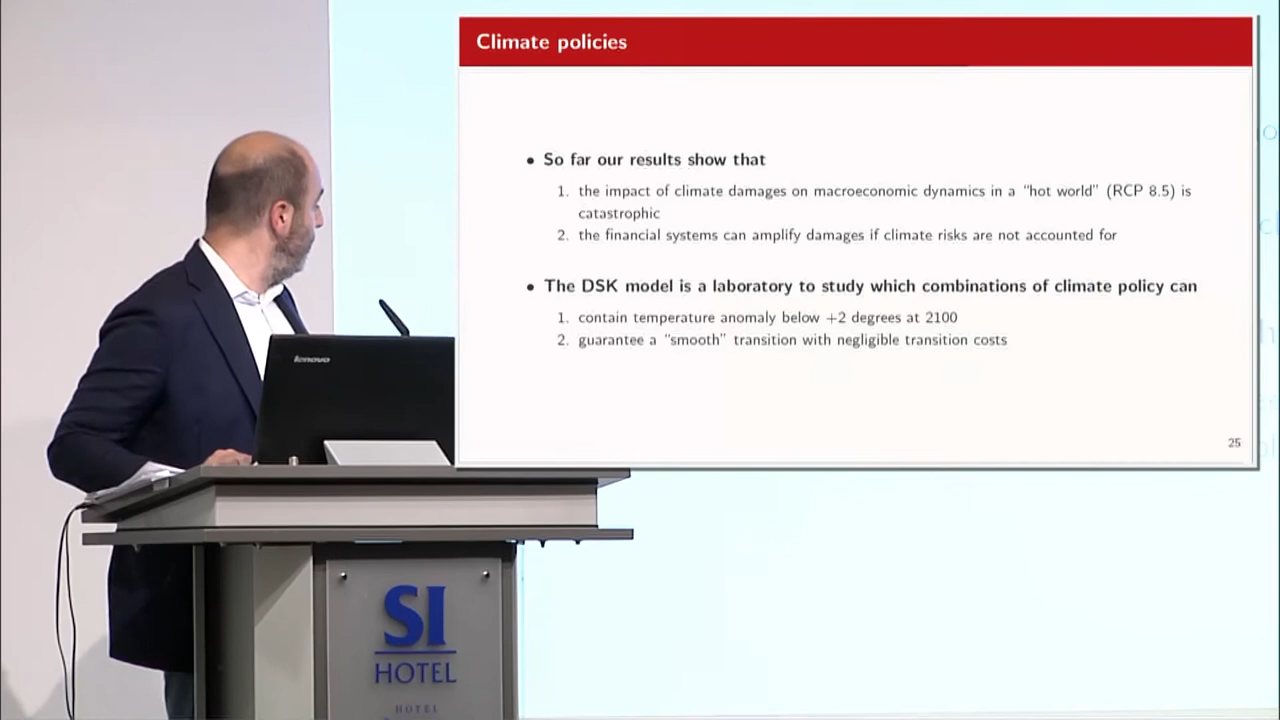 Climate policies
• So far our results show that
1. the impact of climate damages on macroeconomic dynamics in a "hot world" (RCP 8.5) is
catastrophic
2. the financial systems can amplify damages if climate risks are not accounted for
• The DSK model is a laboratory to study which combinations of climate policy can
1. contain temperature anomaly below +2 degrees at 2100
2. guarantee a "smooth" transition with negligible transition costs
25
lenovo
SI
HOTEL
HOTEL